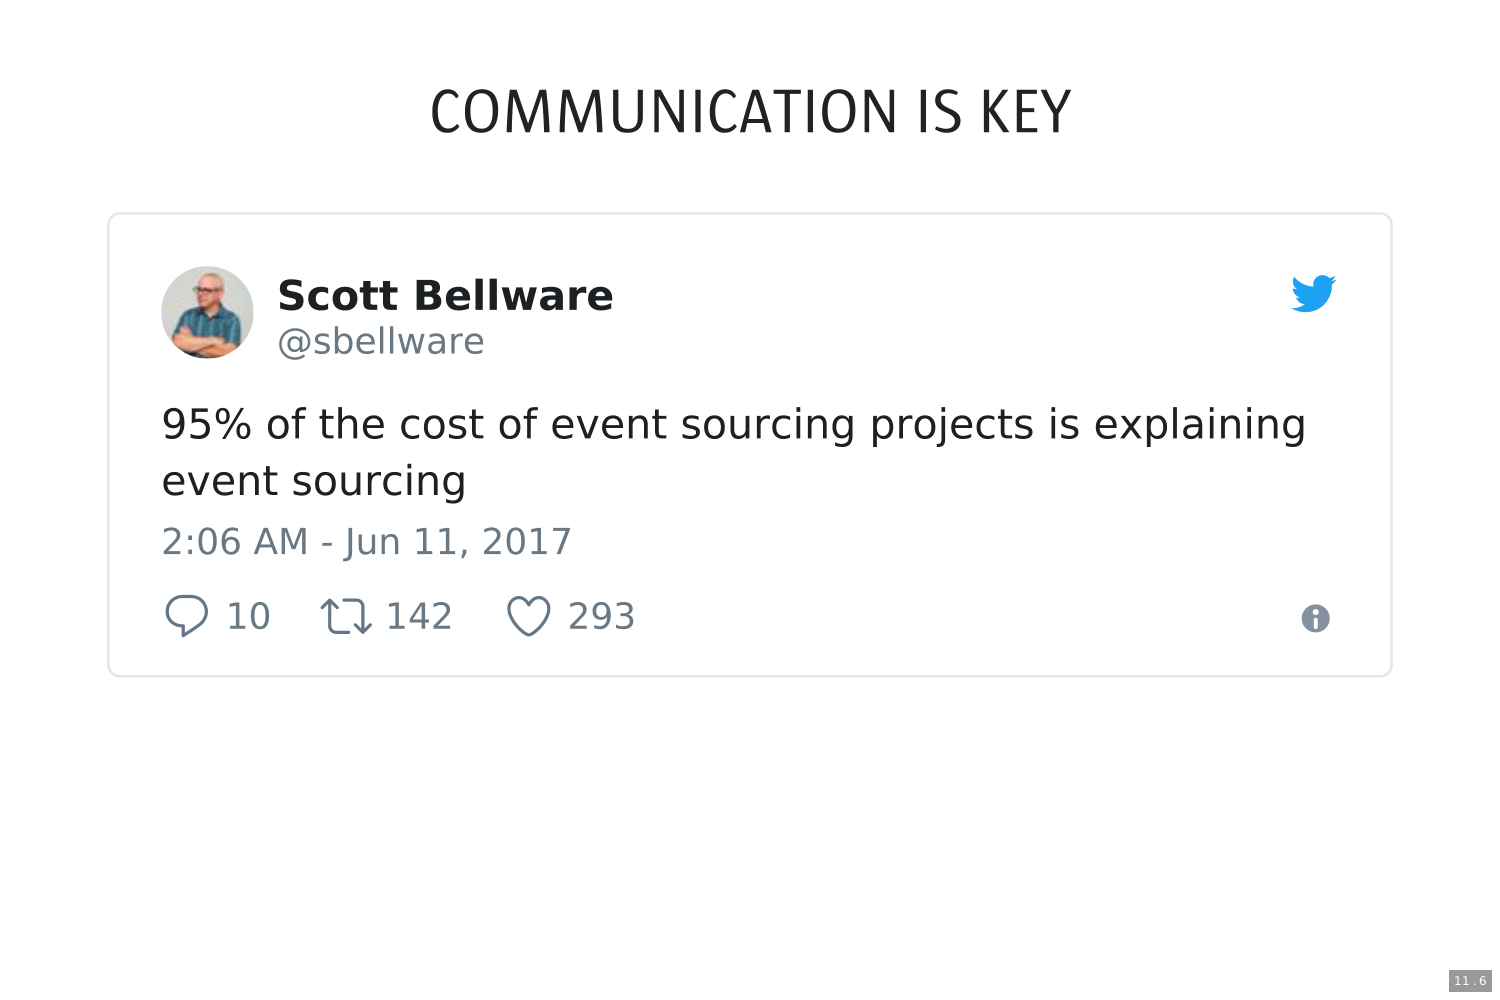 COMMUNICATION IS KEY
Scott Bellware
@sbellware
95% of the cost of event sourcing projects is explaining
event sourcing
2:06 AM - Jun 11, 2017
10 142 293
11.6